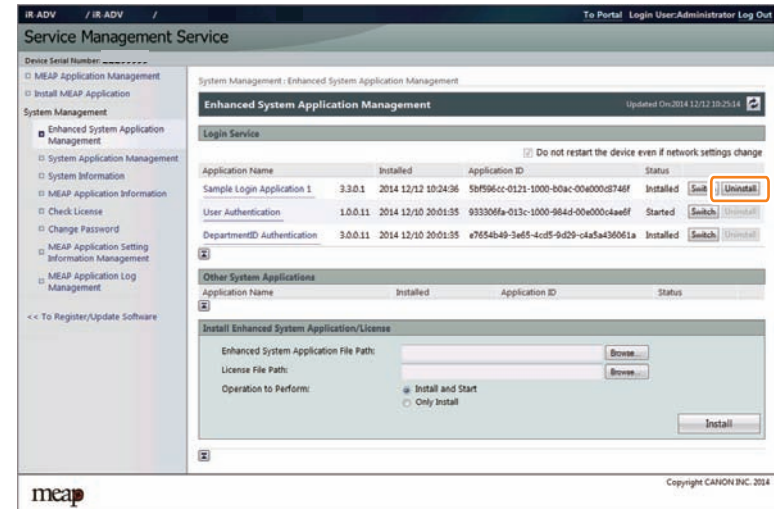 iR-ADV / iR-ADV /
To Portal Login User:Administrator Log Out
Service Management Service
Device Serial Number:
MEAP Application Management
Install MEAP Application
System Management
Enhanced System Application
Management
System Application Management
System Information
MEAP Application Information
Check License
Change Password
MEAP Application Setting
Information Management
MEAP Application Log
Management
<< To Register/Update Software
System Management : Enhanced System Application Management
Enhanced System Application Management
Updated On:2014 12/12 10:25:14
Login Service
Do not restart the device even if network settings change
Application Name Installed Application ID Status
Sample Login Application 1 3.3.0.1 2014 12/12 10:24:36 5bf596cc-0121-1000-b0ac-00e000c8746f Installed Uninstall
User Authentication 1.0.0.11 2014 12/10 20:01:35 933306fa-013c-1000-984d-00e000c4ae6f Started Switch Uninstall
DepartmentID Authentication 3.0.0.11 2014 12/10 20:01:35 e7654b49-3e65-4cd5-9d29-c4a5a436061a Installed Switch Uninstall
Other System Applications
Application Name Installed Application ID Status
Install Enhanced System Application/License
Enhanced System Application File Path: Browse...
License File Path: Browse...
Operation to Perform: Install and Start
Only Install
Install
meap
Copyright CANON INC. 2014